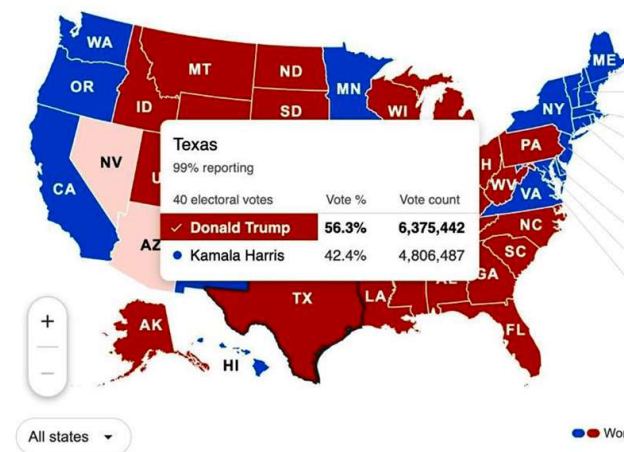 WA
MT
ND
MN
ME
OR
ID
SD
WI
NY
Texas
99% reporting
40 electoral votes Vote % Vote count
✓ Donald Trump 56.3% 6,375,442
Kamala Harris 42.4% 4,806,487
NV
U
H
PA
WV
VA
CA
NC
AZ
SC
GA
TX
LA
AL
FL
AK
HI
+
−
All states
Wor